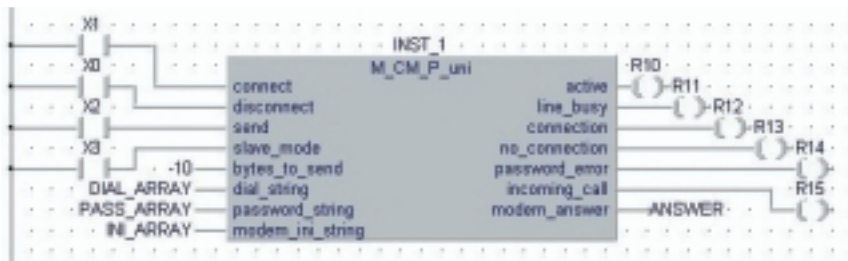 X1
INST_1
X0
M_CM_P_uni
R10
connect
active
R11
X2
disconnect
line_busy
R12
send
connection
R13
X3
slave_mode
no_connection
R14
-10
bytes_to_send
password_error
DIAL_ARRAY
dial_string
incoming_call
R15
PASS_ARRAY
password_string
modem_answer
ANSWER
INI_ARRAY
modem_ini_string